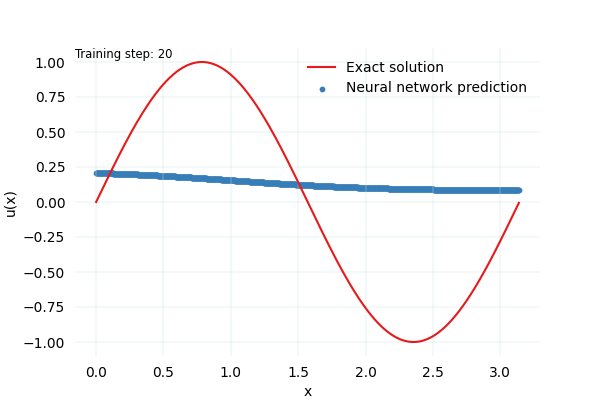 Training step: 20
Exact solution
Neural network prediction
u(x)
1.00
0.75
0.50
0.25
0.00
−0.25
−0.50
−0.75
−1.00
0.0 0.5 1.0 1.5 2.0 2.5 3.0
x